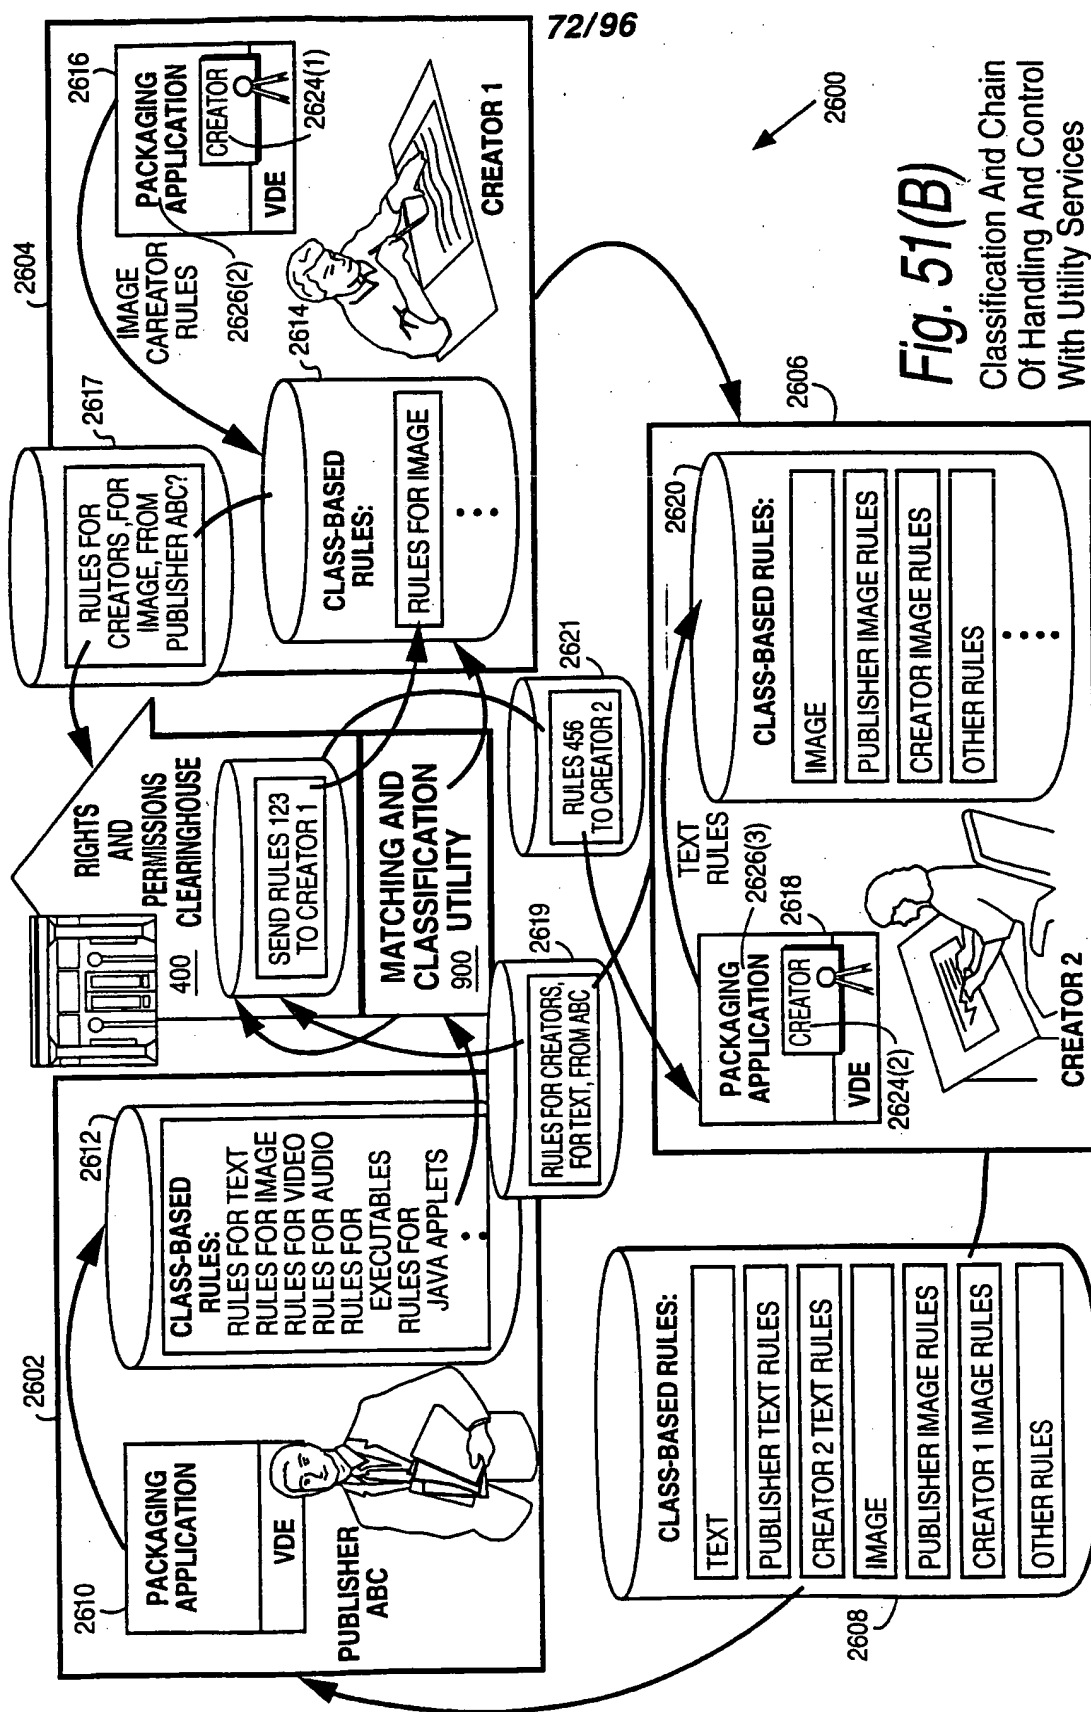 72/96
2602
2610
PACKAGING
APPLICATION
VDE
PUBLISHER
ABC
2612
CLASS-BASED
RULES:
RULES FOR TEXT
RULES FOR IMAGE
RULES FOR VIDEO
RULES FOR AUDIO
RULES FOR
EXECUTABLES
RULES FOR
JAVA APPLETS
RIGHTS
AND
PERMISSIONS
CLEARINGHOUSE
400
SEND RULES 123
TO CREATOR 1
MATCHING AND
CLASSIFICATION
900 UTILITY
2617
RULES FOR
CREATORS ,FOR
IMAGE, FROM
PUBLISHER ABC?
2604
2616
PACKAGING
APPLICATION
CREATOR
VDE
2624(1)
IMAGE
CAREATOR
RULES
2626(2)
2614
CLASS-BASED
RULES:
RULES FOR IMAGE
CREATOR 1
2619
RULES FOR CREATORS,
FOR TEXT, FROM ABC
2621
RULES 456
TO CREATOR 2
2608
CLASS-BASED RULES:
TEXT
PUBLISHER TEXT RULES
CREATOR 2 TEXT RULES
IMAGE
PUBLISHER IMAGE RULES
CREATOR 1 IMAGE RULES
OTHER RULES
2606
TEXT
RULES
2626(3)
2618
PACKAGING
APPLICATION
CREATOR
VDE
2624(2)
CREATOR 2
2620
CLASS-BASED RULES:
IMAGE
PUBLISHER IMAGE RULES
CREATOR IMAGE RULES
OTHER RULES
2600
Fig. 51(B)
Classification And Chain
Of Handling And Control
With Utility Services